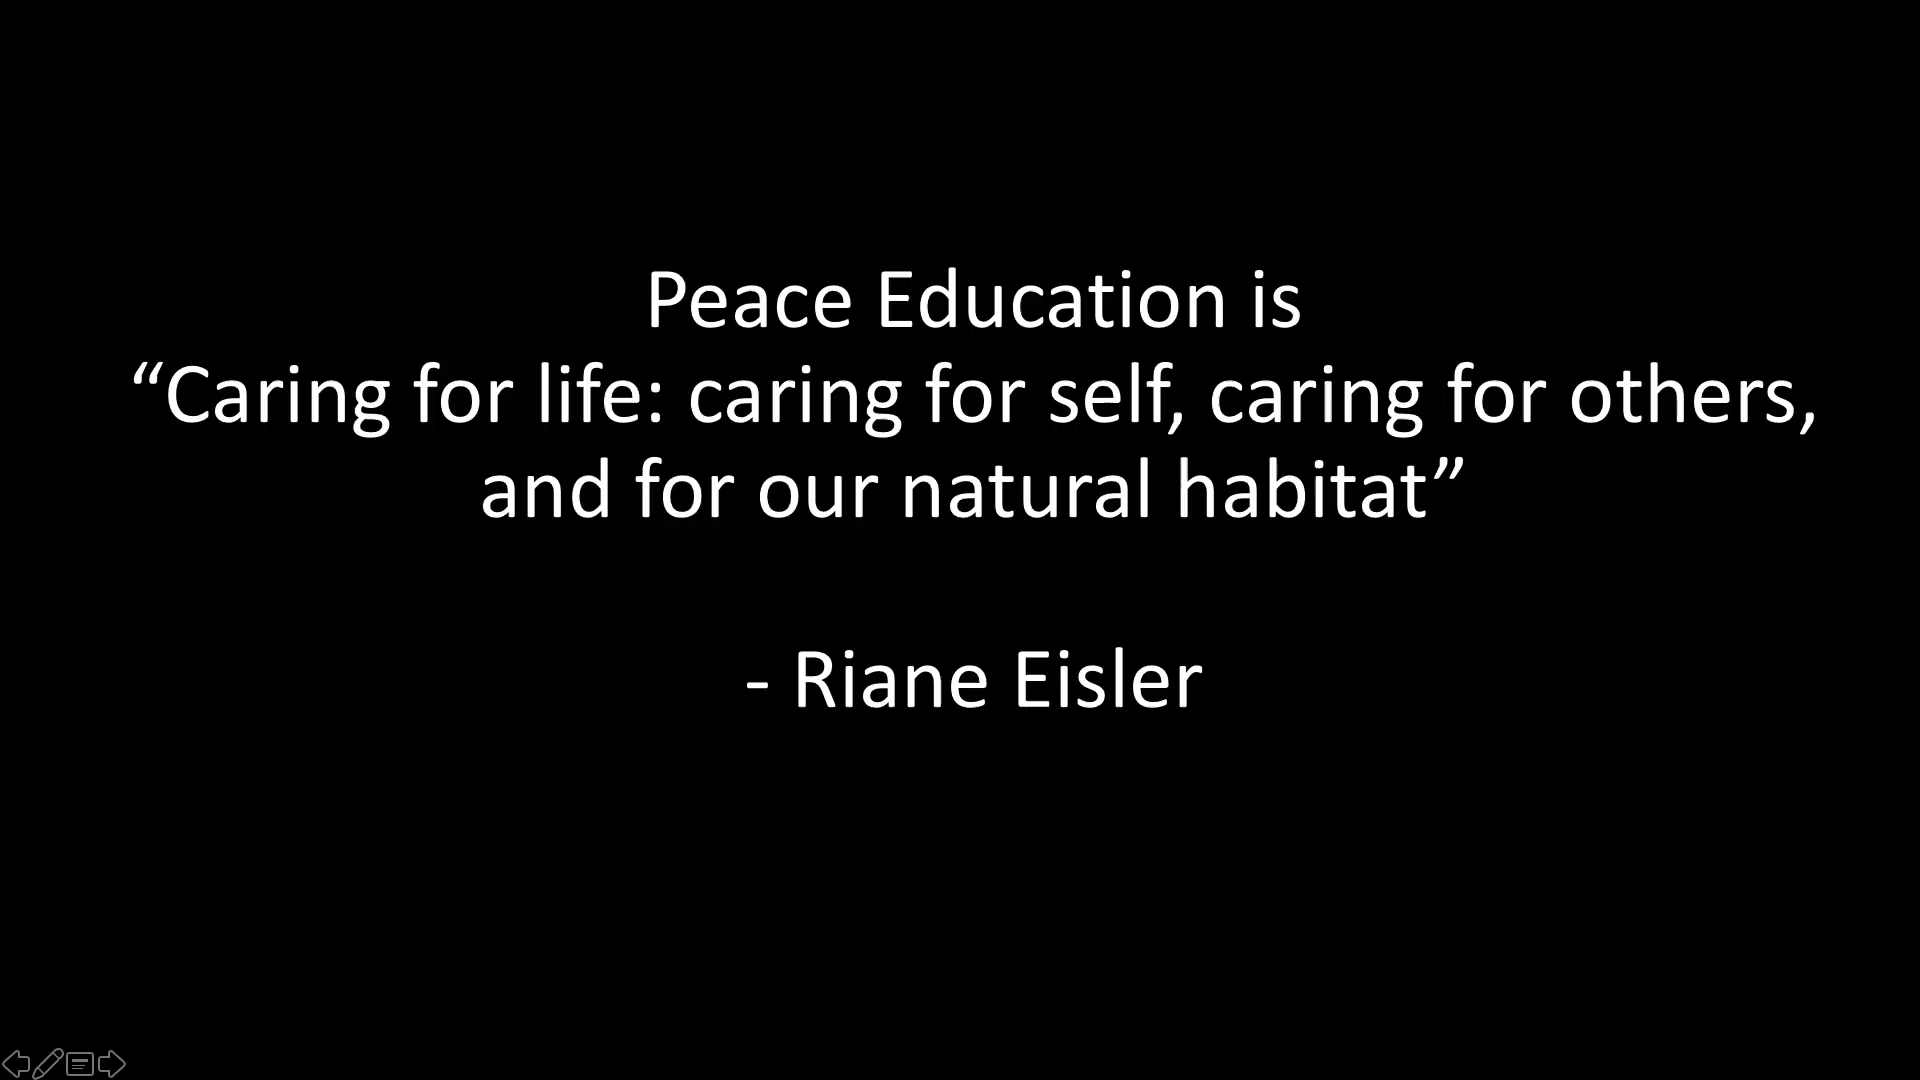 Peace Education is
“Caring for life: caring for self, caring for others,
and for our natural habitat”
- Riane Eisler